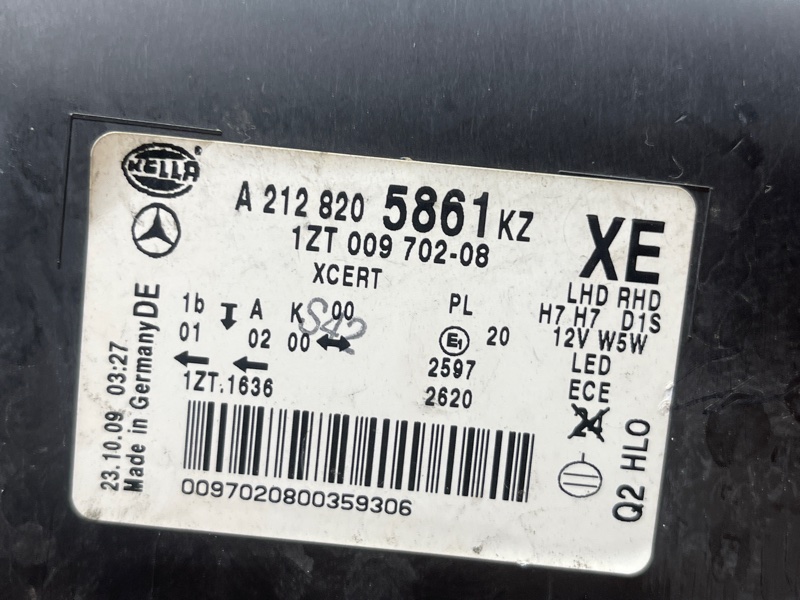 HELLA
A 212 820 5861 KZ
1ZT 009 702-08
XCERT
XE
LHD RHD
H7 H7 D1S
12V W5W
LED
ECE
24
1b A K 00
01 02 00
S42
1ZT.1636
PL
E1 20
2597
2620
0097020800359306
23.10.09 03:27
Made in Germany DE
Q2 HLO